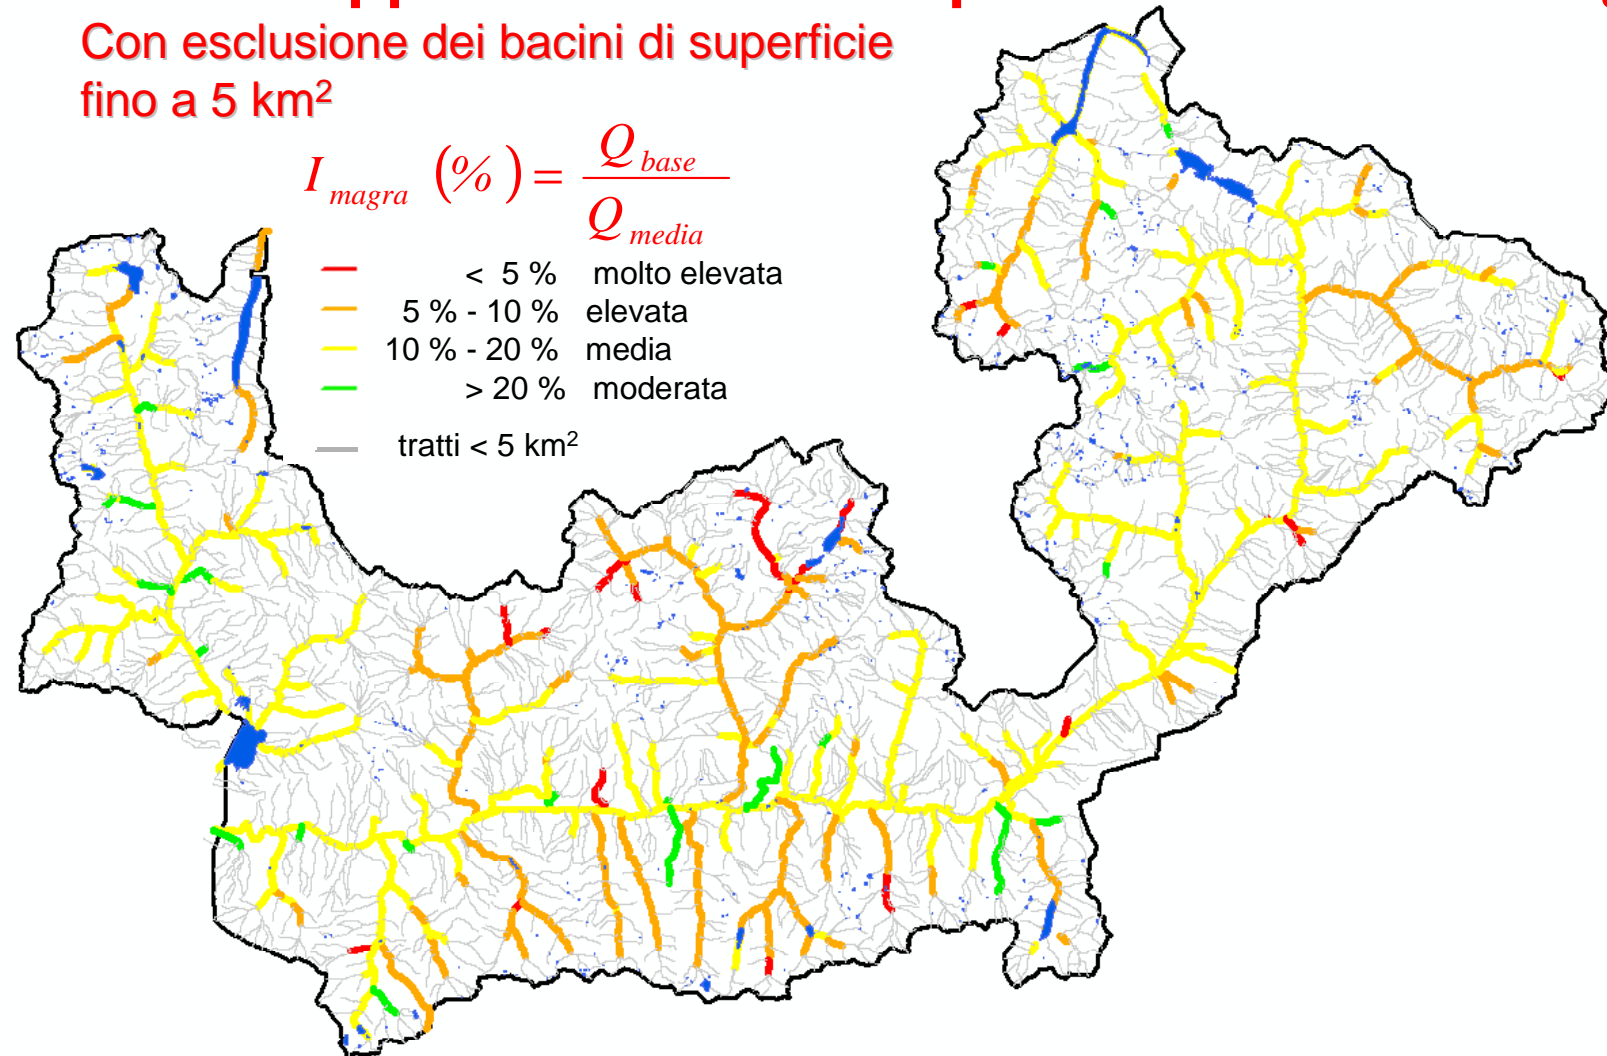 Con esclusione dei bacini di superficie
fino a 5 km²
I magra (%) = Q base / Q media
< 5 % molto elevata
5 % - 10 % elevata
10 % - 20 % media
> 20 % moderata
tratti < 5 km²